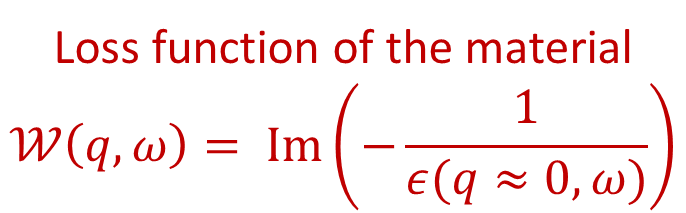 Loss function of the material
𝒲(q, ω) = Im(−1/ϵ(q ≈ 0, ω))